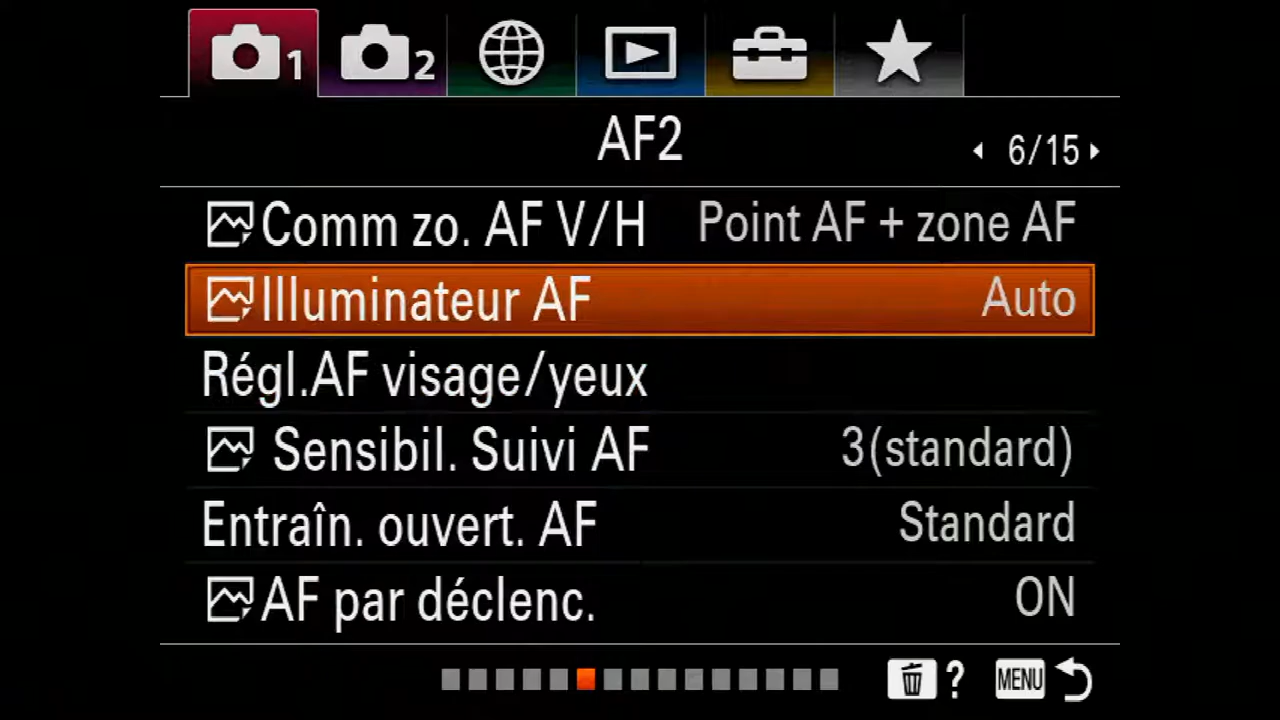 1 2
AF2
6/15
Comm zo. AF V/H Point AF + zone AF
Illuminateur AF Auto
Régl.AF visage/yeux
Sensibil. Suivi AF 3(standard)
Entraîn. ouvert. AF Standard
AF par déclenc. ON
? MENU